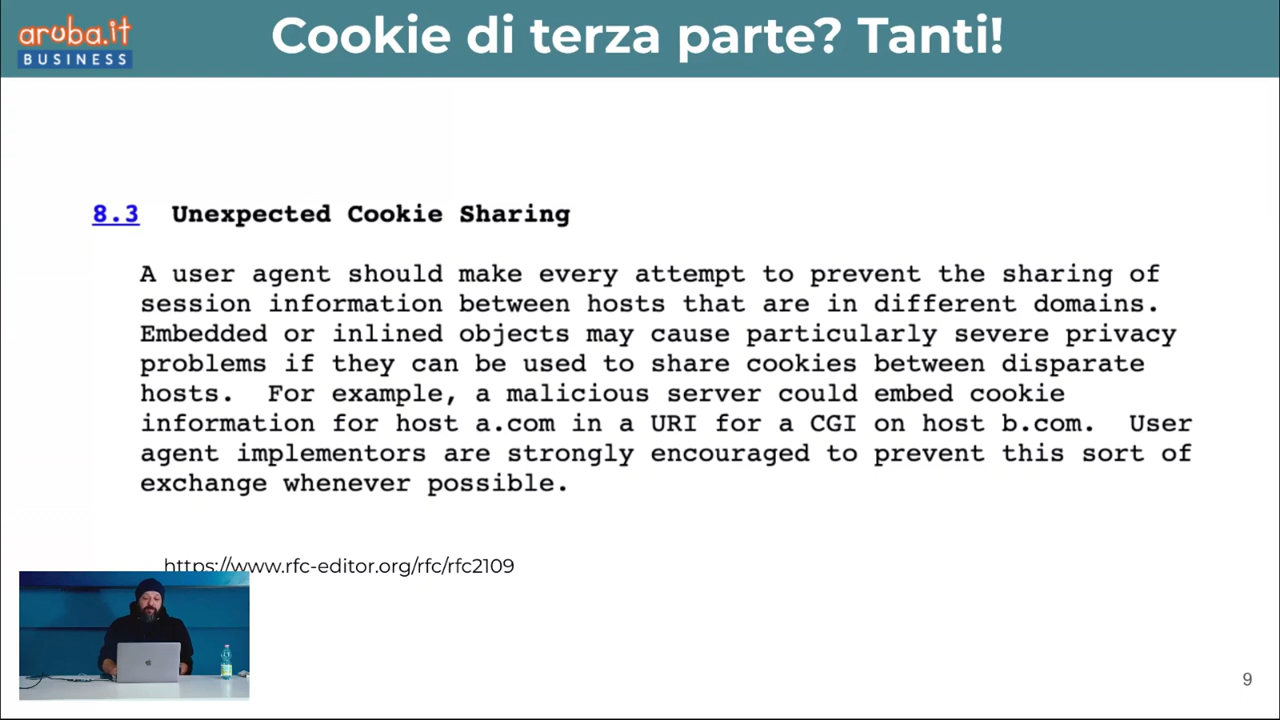 aruba.it
BUSINESS
Cookie di terza parte? Tanti!
8.3 Unexpected Cookie Sharing
A user agent should make every attempt to prevent the sharing of
session information between hosts that are in different domains.
Embedded or inlined objects may cause particularly severe privacy
problems if they can be used to share cookies between disparate
hosts. For example, a malicious server could embed cookie
information for host a.com in a URI for a CGI on host b.com. User
agent implementors are strongly encouraged to prevent this sort of
exchange whenever possible.
https://www.rfc-editor.org/rfc/rfc2109
9